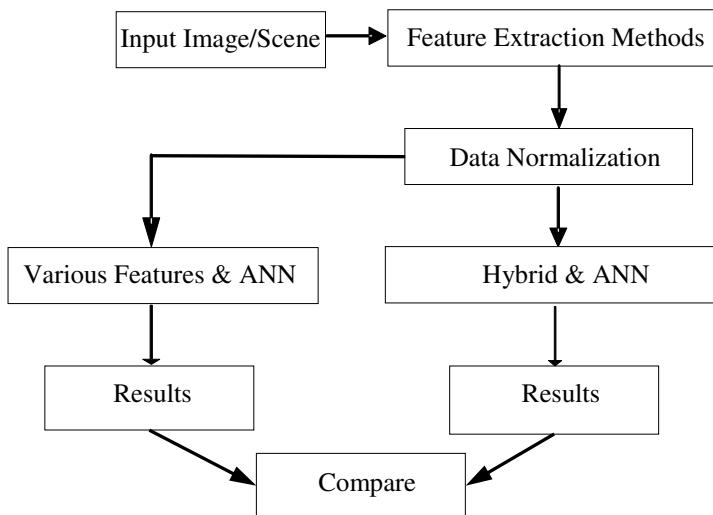 Input Image/Scene
Feature Extraction Methods
Data Normalization
Various Features & ANN
Hybrid & ANN
Results
Results
Compare